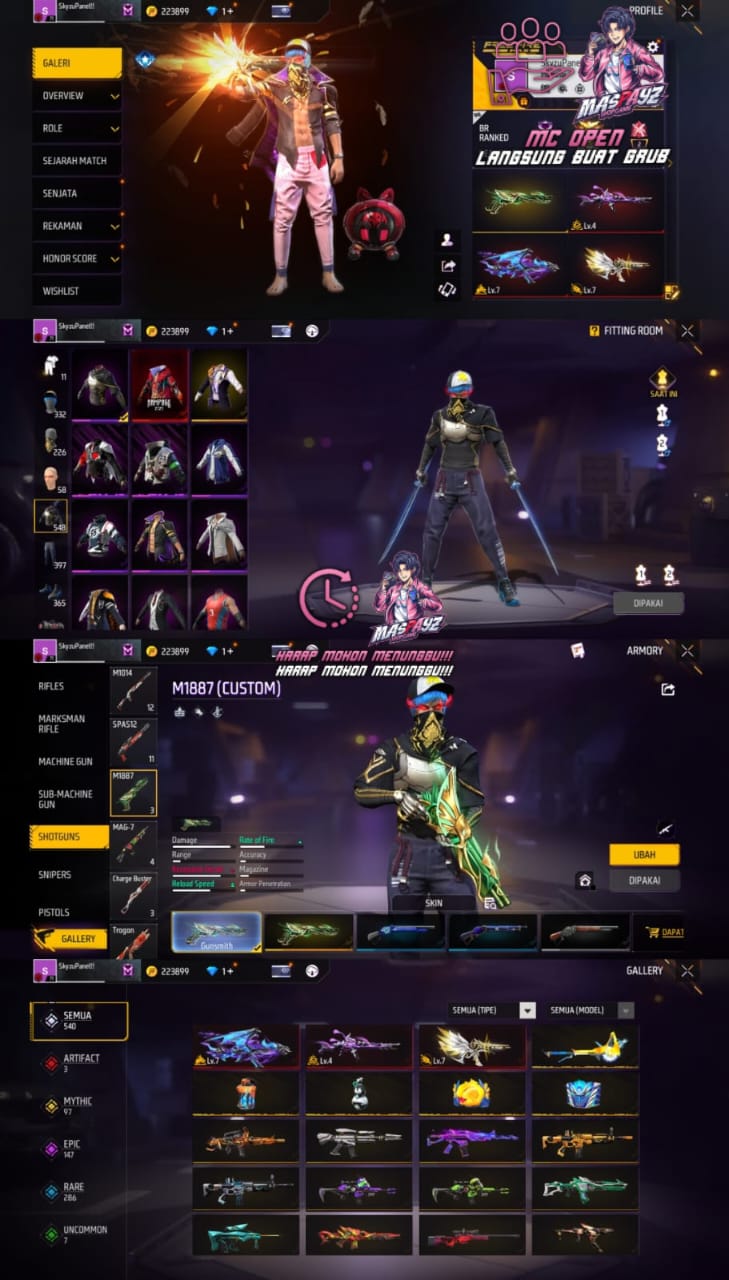 S
SkyzuPanel!!
223899
1+
PROFILE
GALERI
OVERVIEW
ROLE
SEJARAH MATCH
SENJATA
REKAMAN
HONOR SCORE
WISHLIST
MASPAYZ
BR
RANKED
MC OPEN
LANGSUNG BUAT GRUB
Lv.4
Lv.7
Lv.7
S
SkyzuPanel!!
223899
1+
FITTING ROOM
11
332
226
58
548
397
365
SAAT INI
1
2
1
2
DIPAKAI
MASPAYZ
HARAP MOHON MENUNGGU!!!
HARAP MOHON MENUNGGU!!!
S
SkyzuPanel!!
223899
1+
ARMORY
RIFLES
MARKSMAN
RIFLE
MACHINE GUN
SUB-MACHINE
GUN
SHOTGUNS
SNIPERS
PISTOLS
GALLERY
M1014
12
SPAS12
11
M1887
3
MAG-7
4
Charge Buster
3
Trogon
M1887 (CUSTOM)
Damage
Rate of Fire
Range
Accuracy
Magazine
Reload Speed
Armor Penetration
UBAH
DIPAKAI
SKIN
Gunsmith
DAPAT
S
SkyzuPanel!!
223899
1+
GALLERY
SEMUA
540
ARTIFACT
3
MYTHIC
97
EPIC
147
RARE
286
UNCOMMON
7
SEMUA (TIPE)
SEMUA (MODEL)
Lv.7
Lv.4
Lv.7